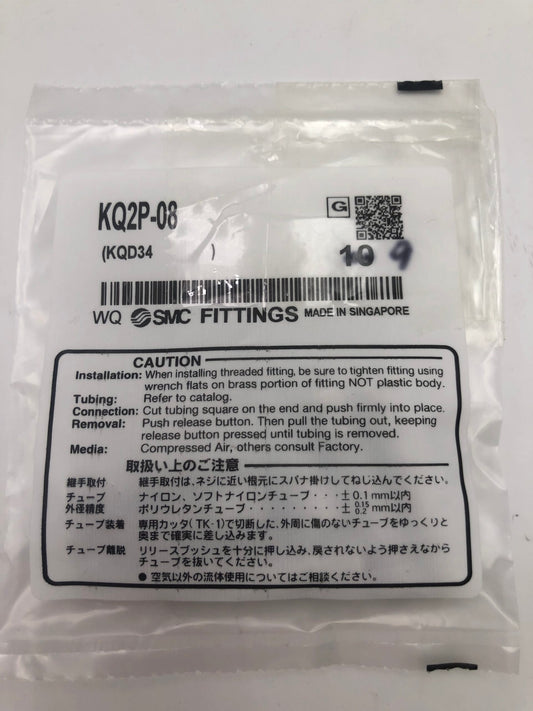 KQ2P-08
G
(KQD34 )
10 9
WQ SMC FITTINGS MADE IN SINGAPORE
CAUTION
Installation: When installing threaded fitting, be sure to tighten fitting using
wrench flats on brass portion of fitting NOT plastic body.
Tubing: Refer to catalog.
Connection: Cut tubing square on the end and push firmly into place.
Removal: Push release button. Then pull the tubing out, keeping
release button pressed until tubing is removed.
Media: Compressed Air, others consult Factory.
取扱い上のご注意
継手取付 継手取付は、ネジに近い根元にスパナ掛けしてねじ込んでください。
チューブ ナイロン、ソフトナイロンチューブ・・・± 0.1 mm以内
外径精度 ポリウレタンチューブ・・・・・・・・・± 0.15 0.2 mm以内
チューブ装着 専用カッタ(TK-1)で切断した、外周に傷のないチューブをゆっくりと
奥まで確実に差し込みます。
チューブ離脱 リリースプッシュを十分に押し込み、戻されないよう押さえながら
チューブを抜いてください。
● 空気以外の流体使用についてはご相談ください。